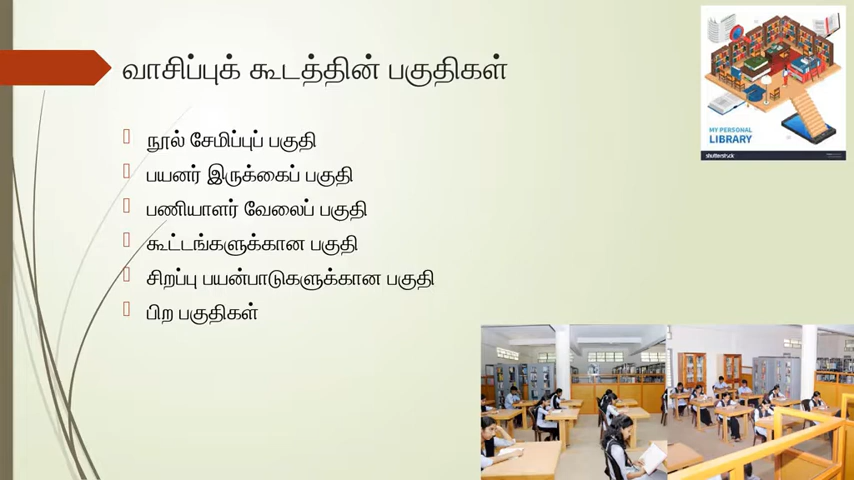 வாசிப்புக் கூடத்தின் பகுதிகள்
நூல் சேமிப்புப் பகுதி
பயனர் இருக்கைப் பகுதி
பணியாளர் வேலைப் பகுதி
கூட்டங்களுக்கான பகுதி
சிறப்பு பயன்பாடுகளுக்கான பகுதி
பிற பகுதிகள்
MY PERSONAL
LIBRARY
shutterstock